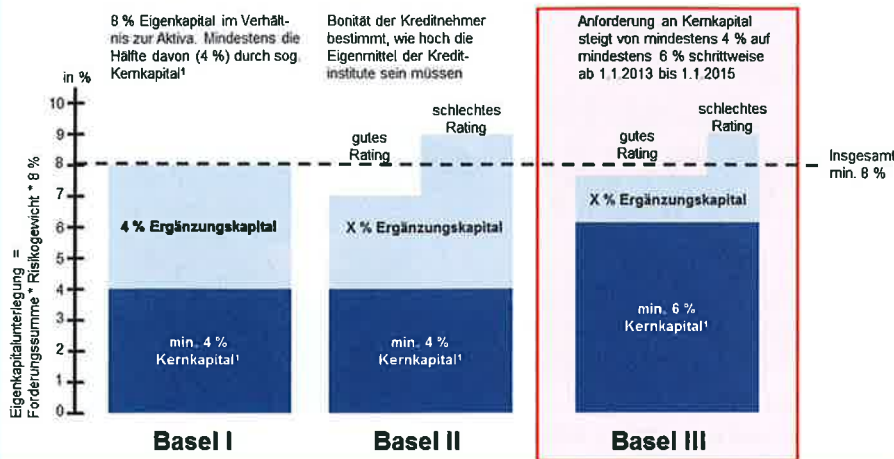 8 % Eigenkapital im Verhält-
nis zur Aktiva. Mindestens die
Hälfte davon (4 %) durch sog.
Kernkapital¹
Bonität der Kreditnehmer
bestimmt, wie hoch die
Eigenmittel der Kredit-
institute sein müssen
Anforderung an Kernkapital
steigt von mindestens 4 % auf
mindestens 6 % schrittweise
ab 1.1.2013 bis 1.1.2015
in %
10
9
8
7
6
5
4
3
2
1
0
Eigenkapitalunterlegung =
Forderungssumme * Risikogewicht * 8 %
4 % Ergänzungskapital
min. 4 %
Kernkapital¹
Basel I
gutes
Rating
schlechtes
Rating
X % Ergänzungskapital
min. 4 %
Kernkapital¹
Basel II
gutes
Rating
schlechtes
Rating
X % Ergänzungskapital
min. 6 %
Kernkapital¹
Basel III
Insgesamt
min. 8 %